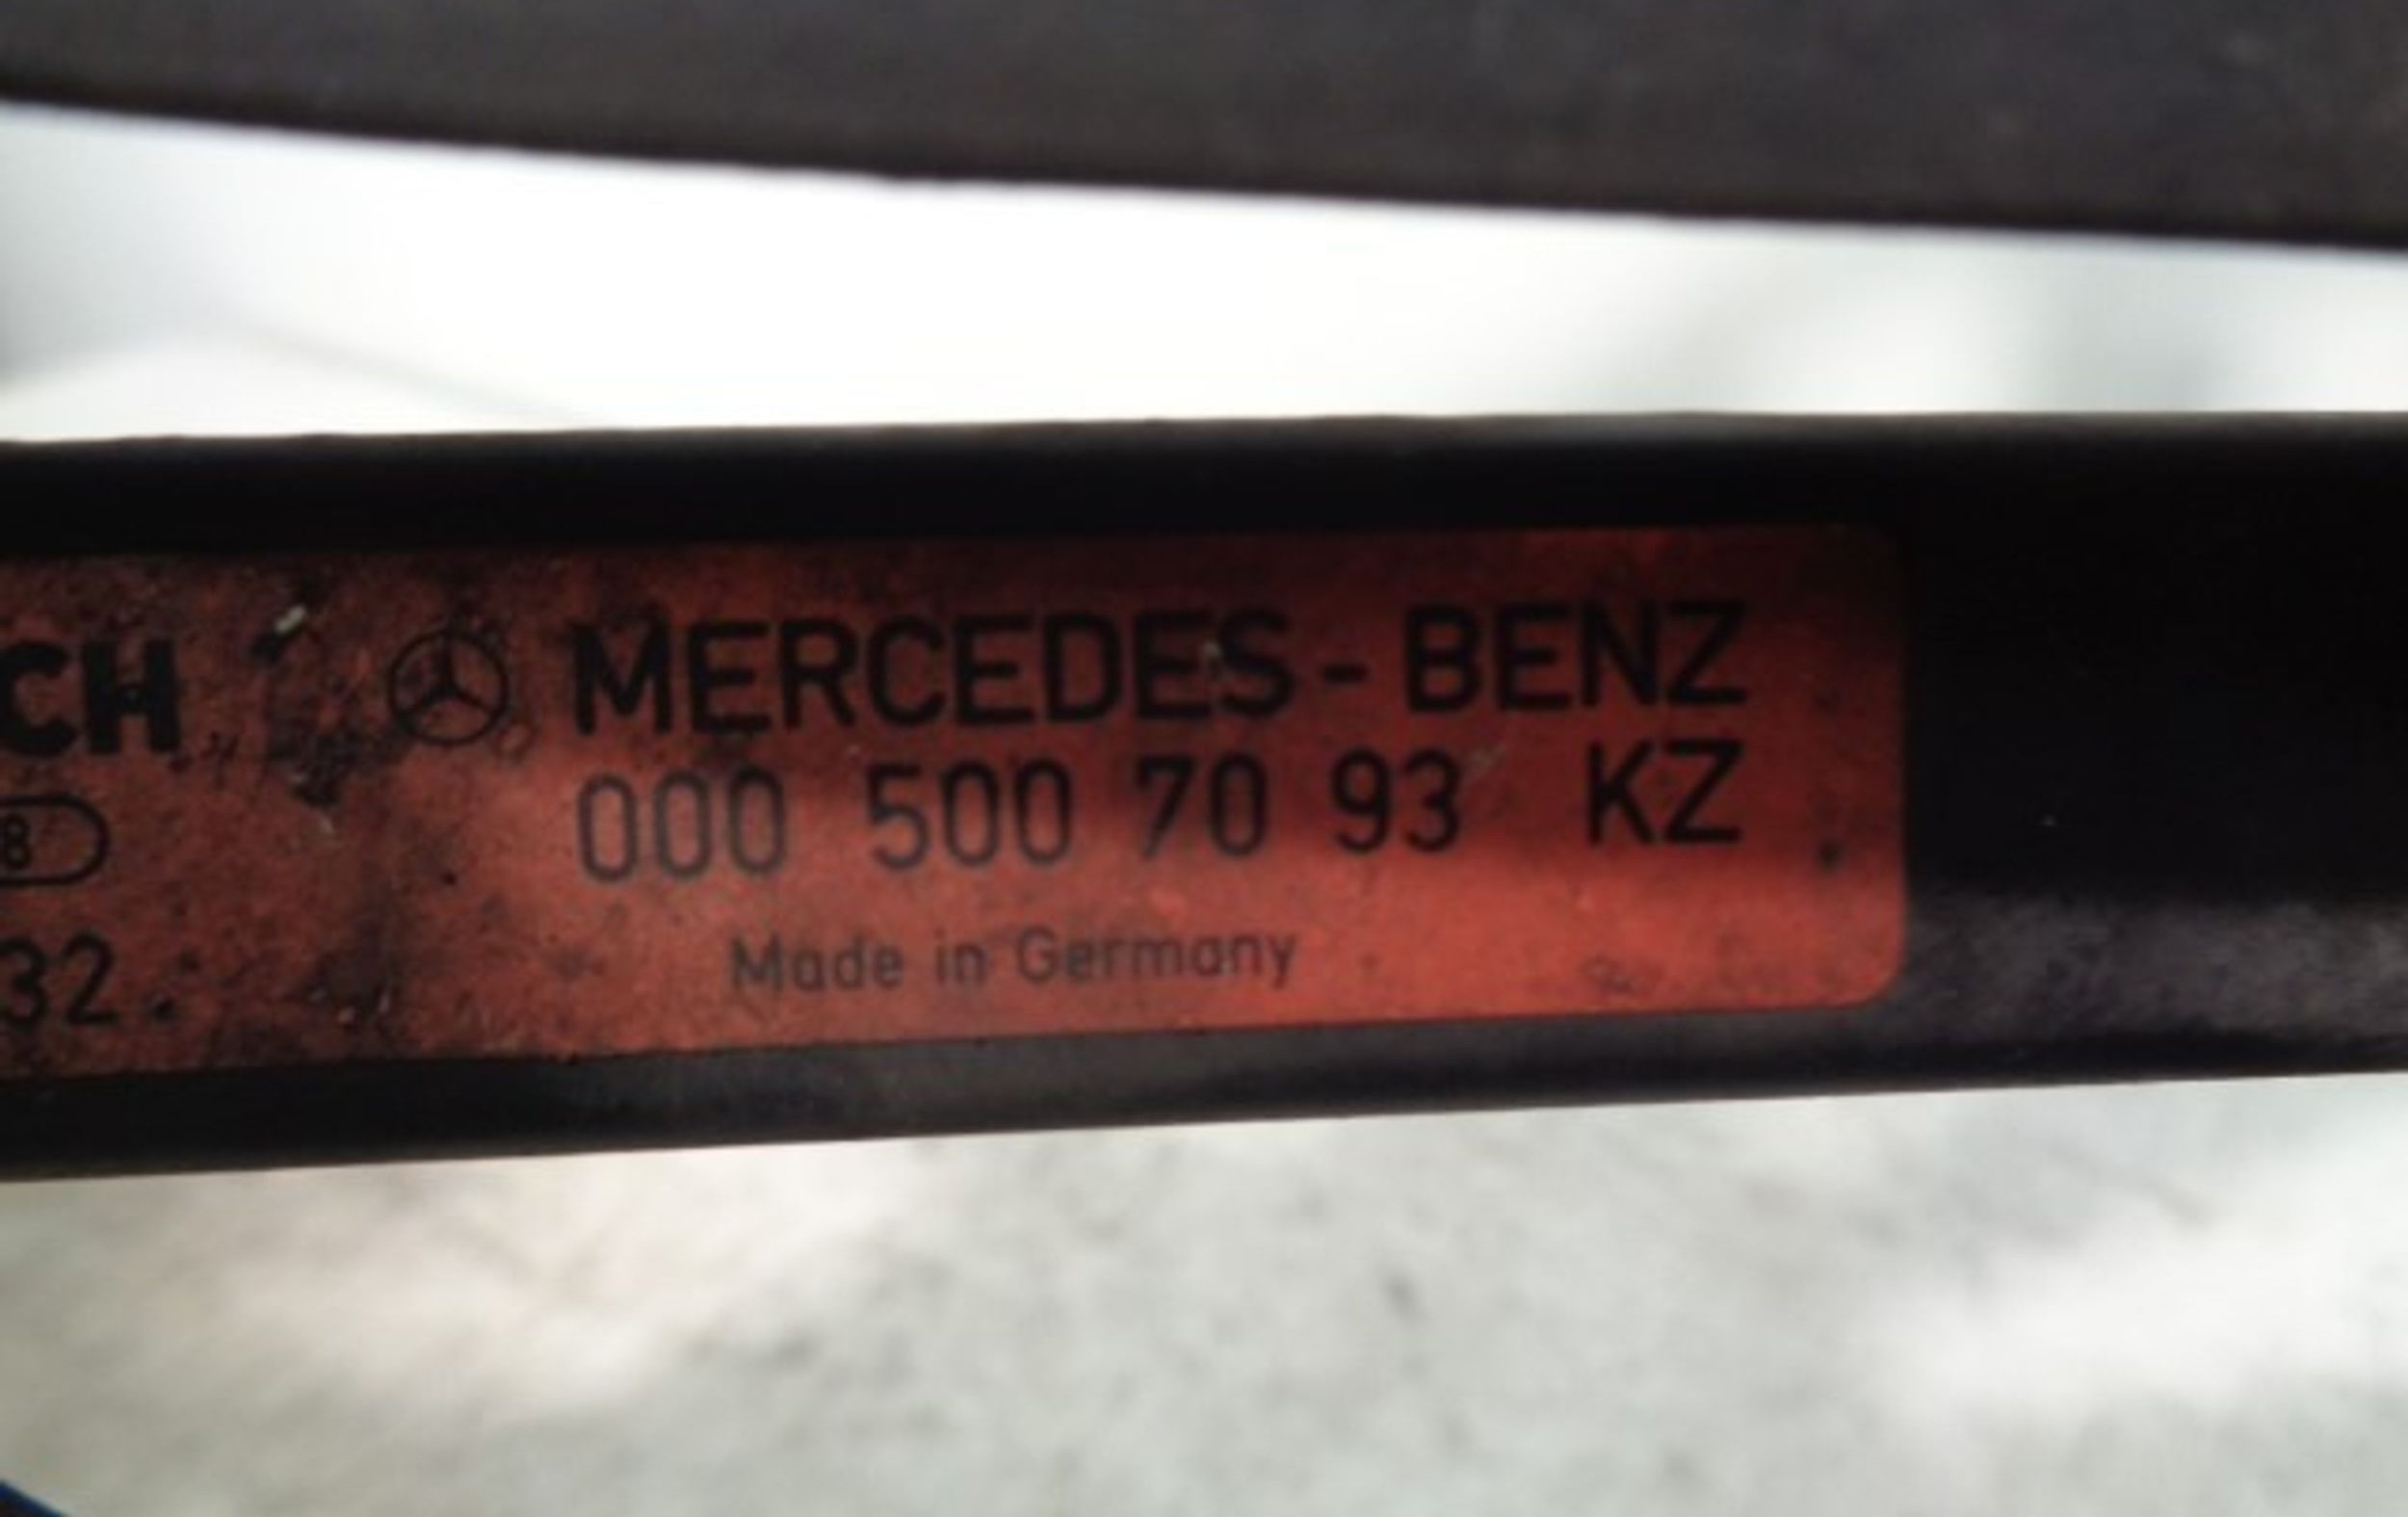 CH MERCEDES-BENZ
8 000 500 70 93 KZ
32. Made in Germany